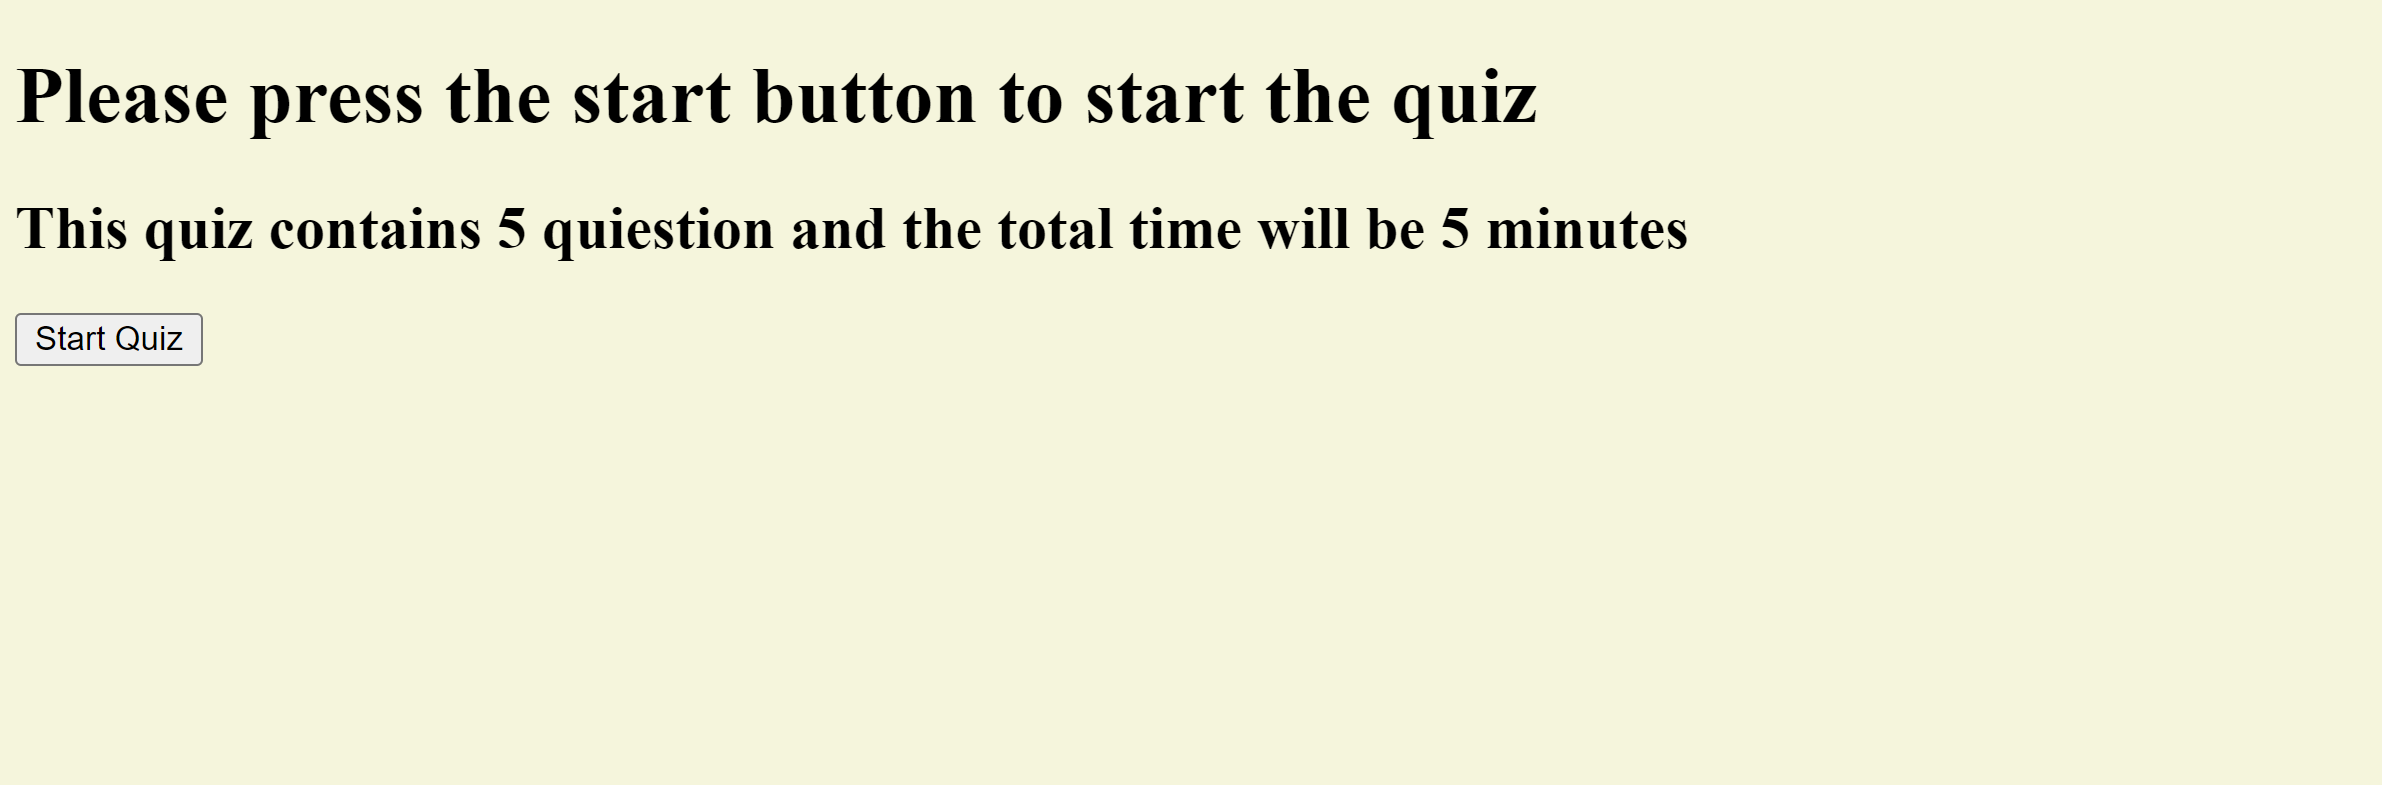 Please press the start button to start the quiz
This quiz contains 5 quiestion and the total time will be 5 minutes
Start Quiz